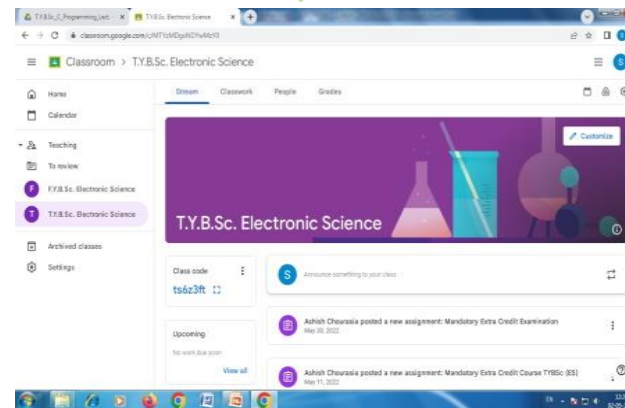 T.Y.B.Sc_C_Programming_Lect
T.Y.B.Sc. Electronic Science
classroom.google.com/c/
Classroom > T.Y.B.Sc. Electronic Science
Home
Calendar
Teaching
To review
F F.Y.B.Sc. Electronic Science
T T.Y.B.Sc. Electronic Science
Archived classes
Settings
Stream Classwork People Grades
Customize
T.Y.B.Sc. Electronic Science
Class code
ts6z3ft
S Announce something to your class
Upcoming
No work due soon
View all
Ashish Chourasia posted a new assignment: Mandatory Extra Credit Examination
May 20, 2022
Ashish Chourasia posted a new assignment: Mandatory Extra Credit Course TYBSc (ES)
May 11, 2022
EN